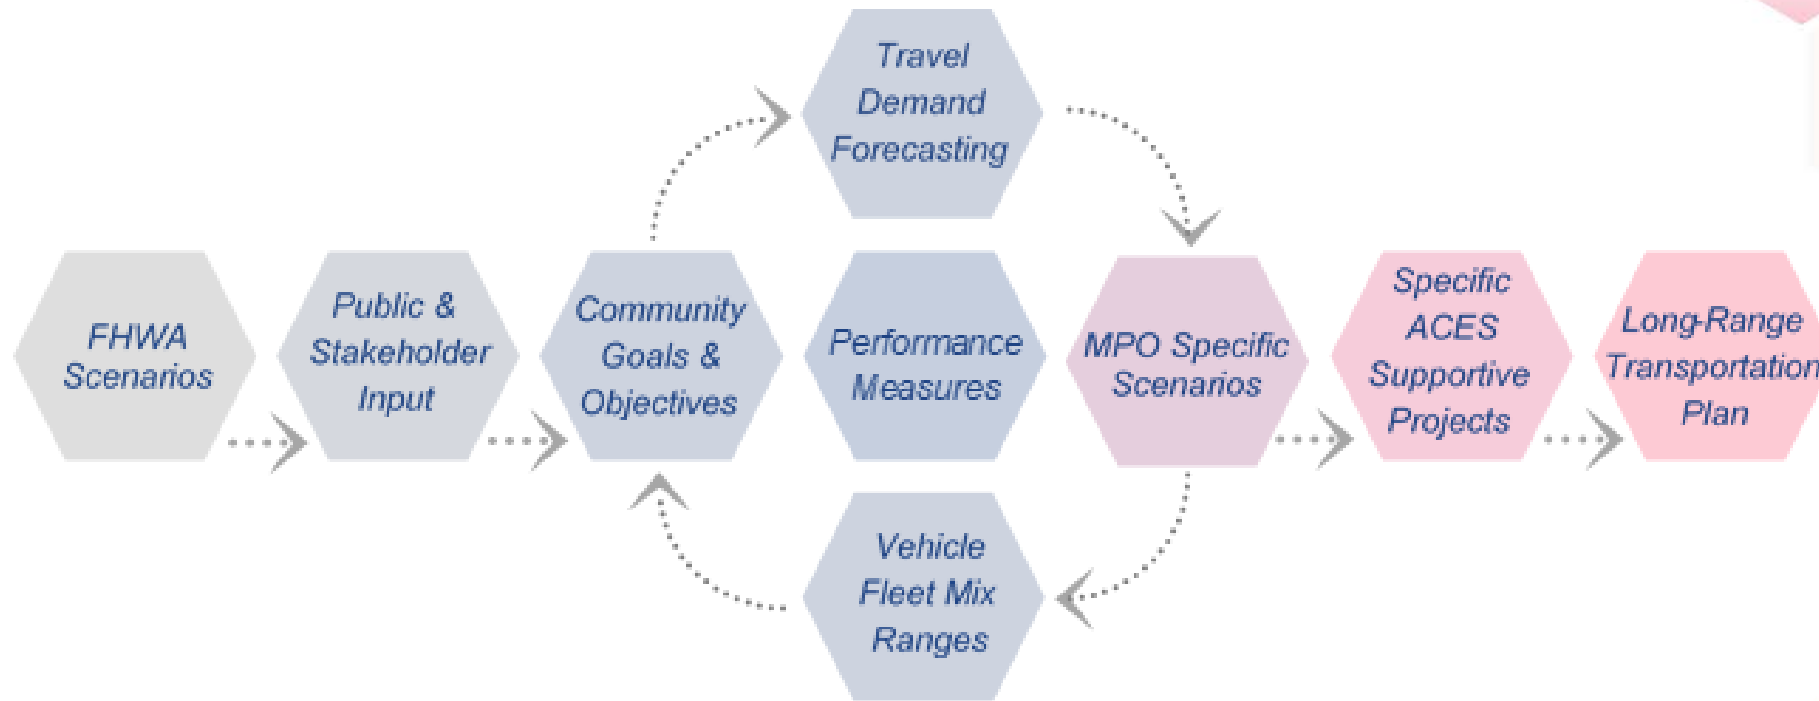 Travel
Demand
Forecasting
FHWA
Scenarios
Public &
Stakeholder
Input
Community
Goals &
Objectives
Performance
Measures
MPO Specific
Scenarios
Specific
ACES
Supportive
Projects
Long-Range
Transportation
Plan
Vehicle
Fleet Mix
Ranges